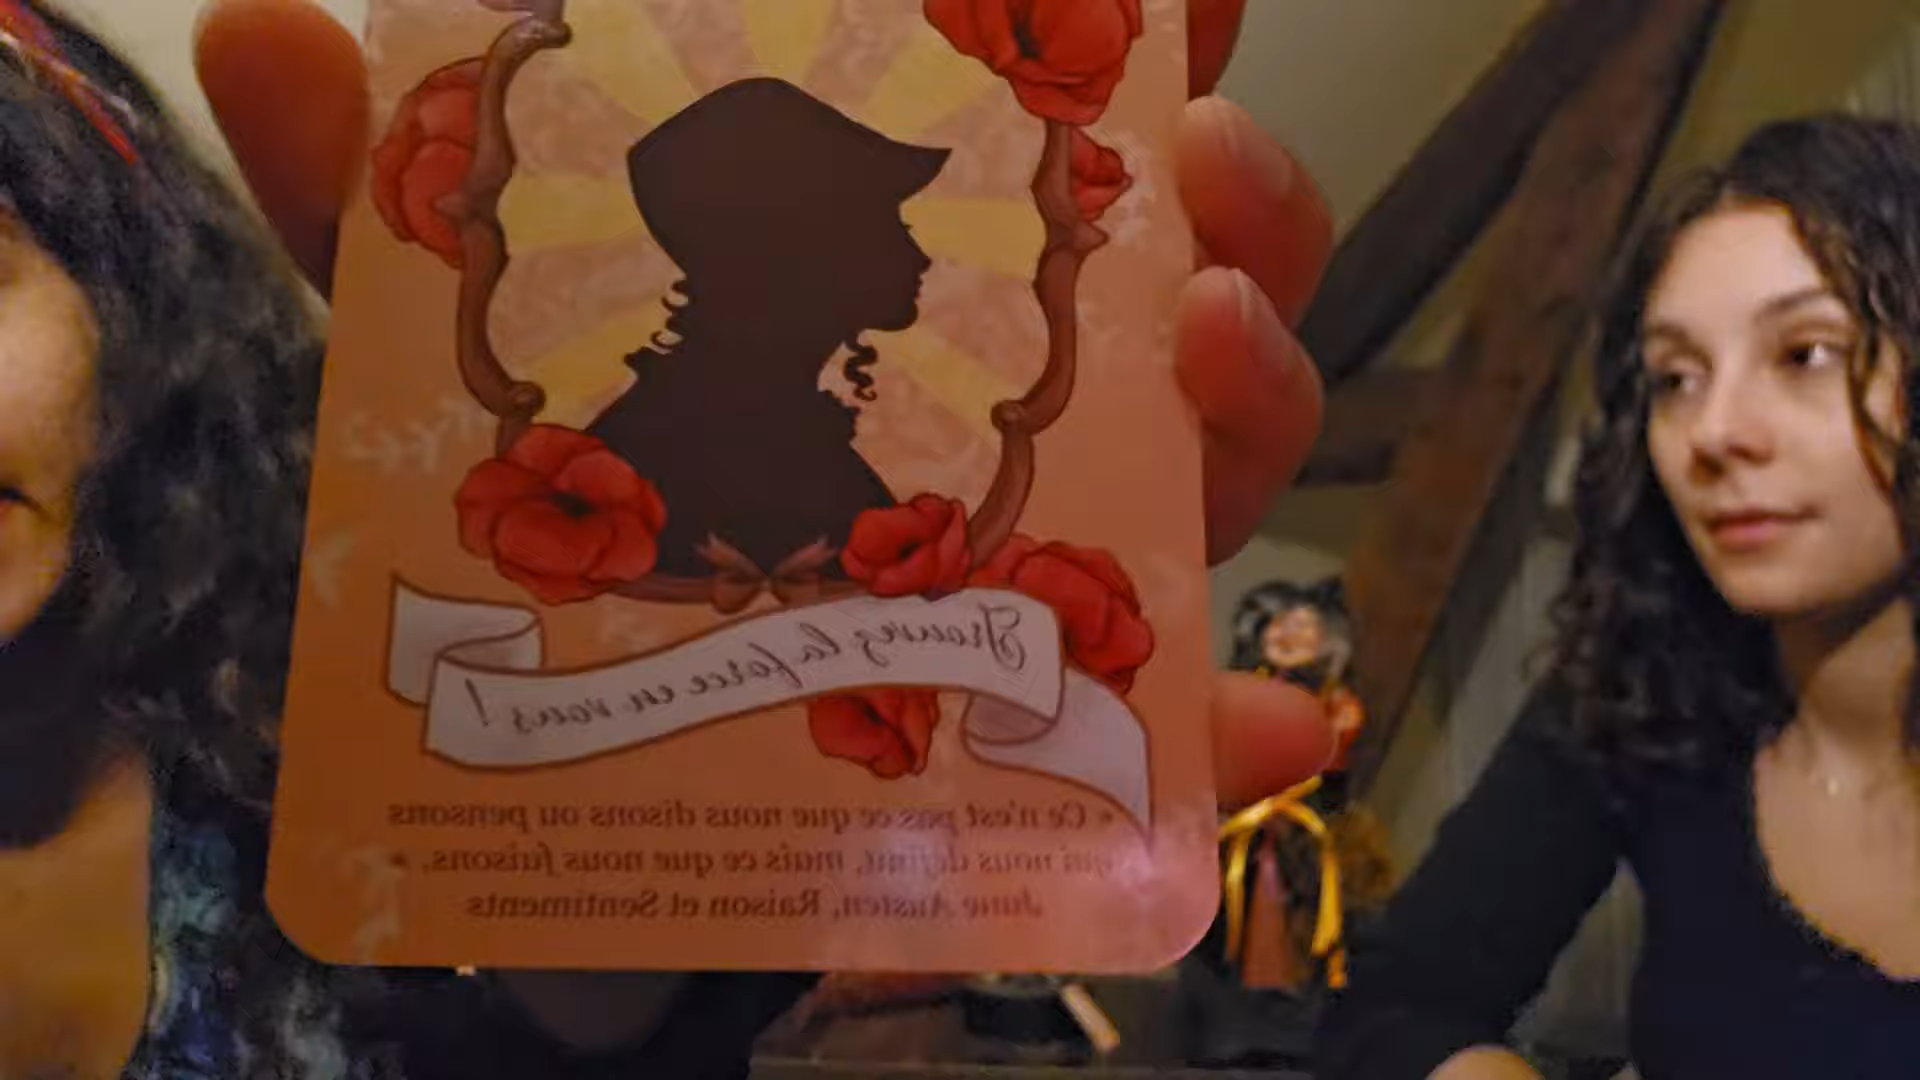 Trouvez la force en vous !
« Ce n'est pas ce que nous disons ou pensons
qui nous définit, mais ce que nous faisons. »
Jane Austen, Raison et Sentiments